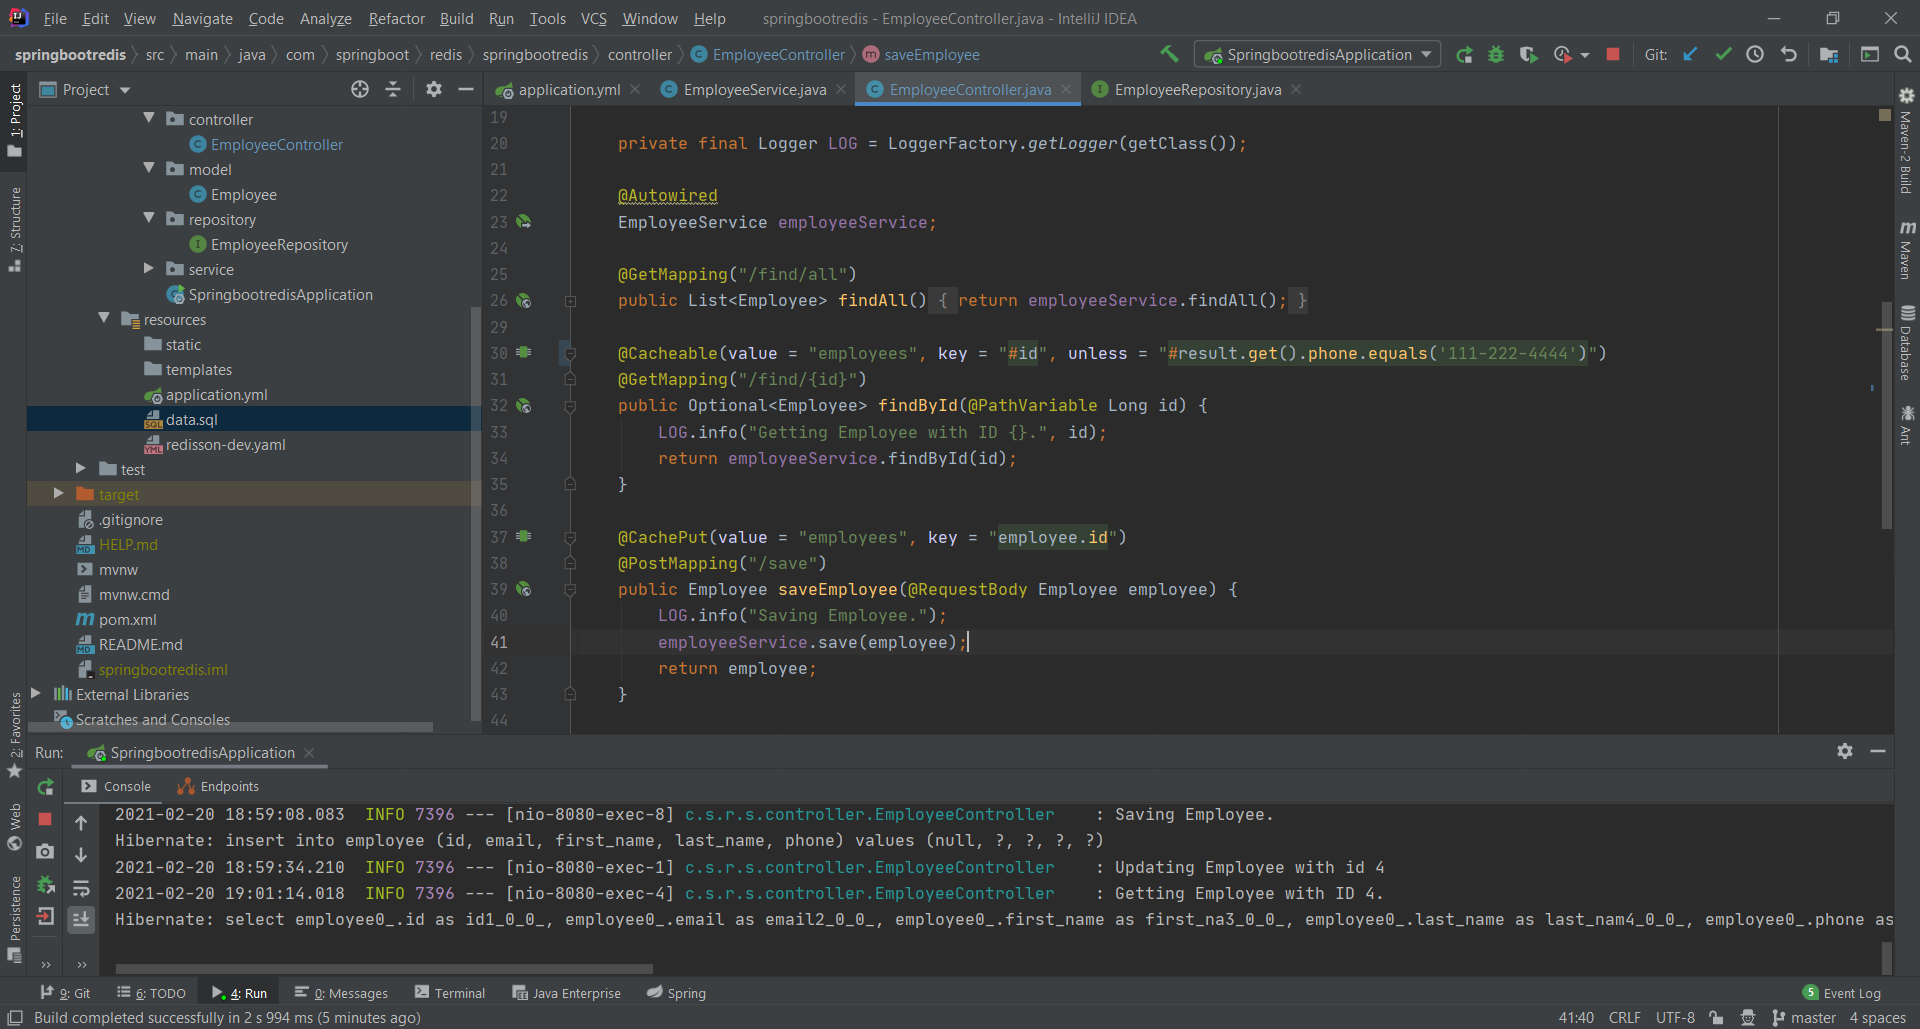 File Edit View Navigate Code Analyze Refactor Build Run Tools VCS Window Help springbootredis - EmployeeController.java - IntelliJ IDEA
springbootredis src main java com springboot redis springbootredis controller EmployeeController saveEmployee SpringbootredisApplication Git:
Project
application.yml EmployeeService.java EmployeeController.java EmployeeRepository.java
1: Project
7: Structure
2: Favorites
Web
Persistence
controller
EmployeeController
model
Employee
repository
EmployeeRepository
service
SpringbootredisApplication
resources
static
templates
application.yml
data.sql
redisson-dev.yaml
test
target
.gitignore
HELP.md
mvnw
mvnw.cmd
pom.xml
README.md
springbootredis.iml
External Libraries
Scratches and Consoles
19
20 private final Logger LOG = LoggerFactory.getLogger(getClass());
21
22 @Autowired
23 EmployeeService employeeService;
24
25 @GetMapping("/find/all")
26 public List<Employee> findAll() { return employeeService.findAll(); }
29
30 @Cacheable(value = "employees", key = "#id", unless = "#result.get().phone.equals('111-222-4444')")
31 @GetMapping("/find/{id}")
32 public Optional<Employee> findById(@PathVariable Long id) {
33 LOG.info("Getting Employee with ID {}.", id);
34 return employeeService.findById(id);
35 }
36
37 @CachePut(value = "employees", key = "employee.id")
38 @PostMapping("/save")
39 public Employee saveEmployee(@RequestBody Employee employee) {
40 LOG.info("Saving Employee.");
41 employeeService.save(employee);
42 return employee;
43 }
44
Maven-2 Build
Maven
Database
Ant
Run: SpringbootredisApplication
Console Endpoints
2021-02-20 18:59:08.083 INFO 7396 --- [nio-8080-exec-8] c.s.r.s.controller.EmployeeController : Saving Employee.
Hibernate: insert into employee (id, email, first_name, last_name, phone) values (null, ?, ?, ?, ?)
2021-02-20 18:59:34.210 INFO 7396 --- [nio-8080-exec-1] c.s.r.s.controller.EmployeeController : Updating Employee with id 4
2021-02-20 19:01:14.018 INFO 7396 --- [nio-8080-exec-4] c.s.r.s.controller.EmployeeController : Getting Employee with ID 4.
Hibernate: select employee0_.id as id1_0_0_, employee0_.email as email2_0_0_, employee0_.first_name as first_na3_0_0_, employee0_.last_name as last_nam4_0_0_, employee0_.phone as
9: Git 6: TODO 4: Run 0: Messages Terminal Java Enterprise Spring 5 Event Log
Build completed successfully in 2 s 994 ms (5 minutes ago) 41:40 CRLF UTF-8 master 4 spaces